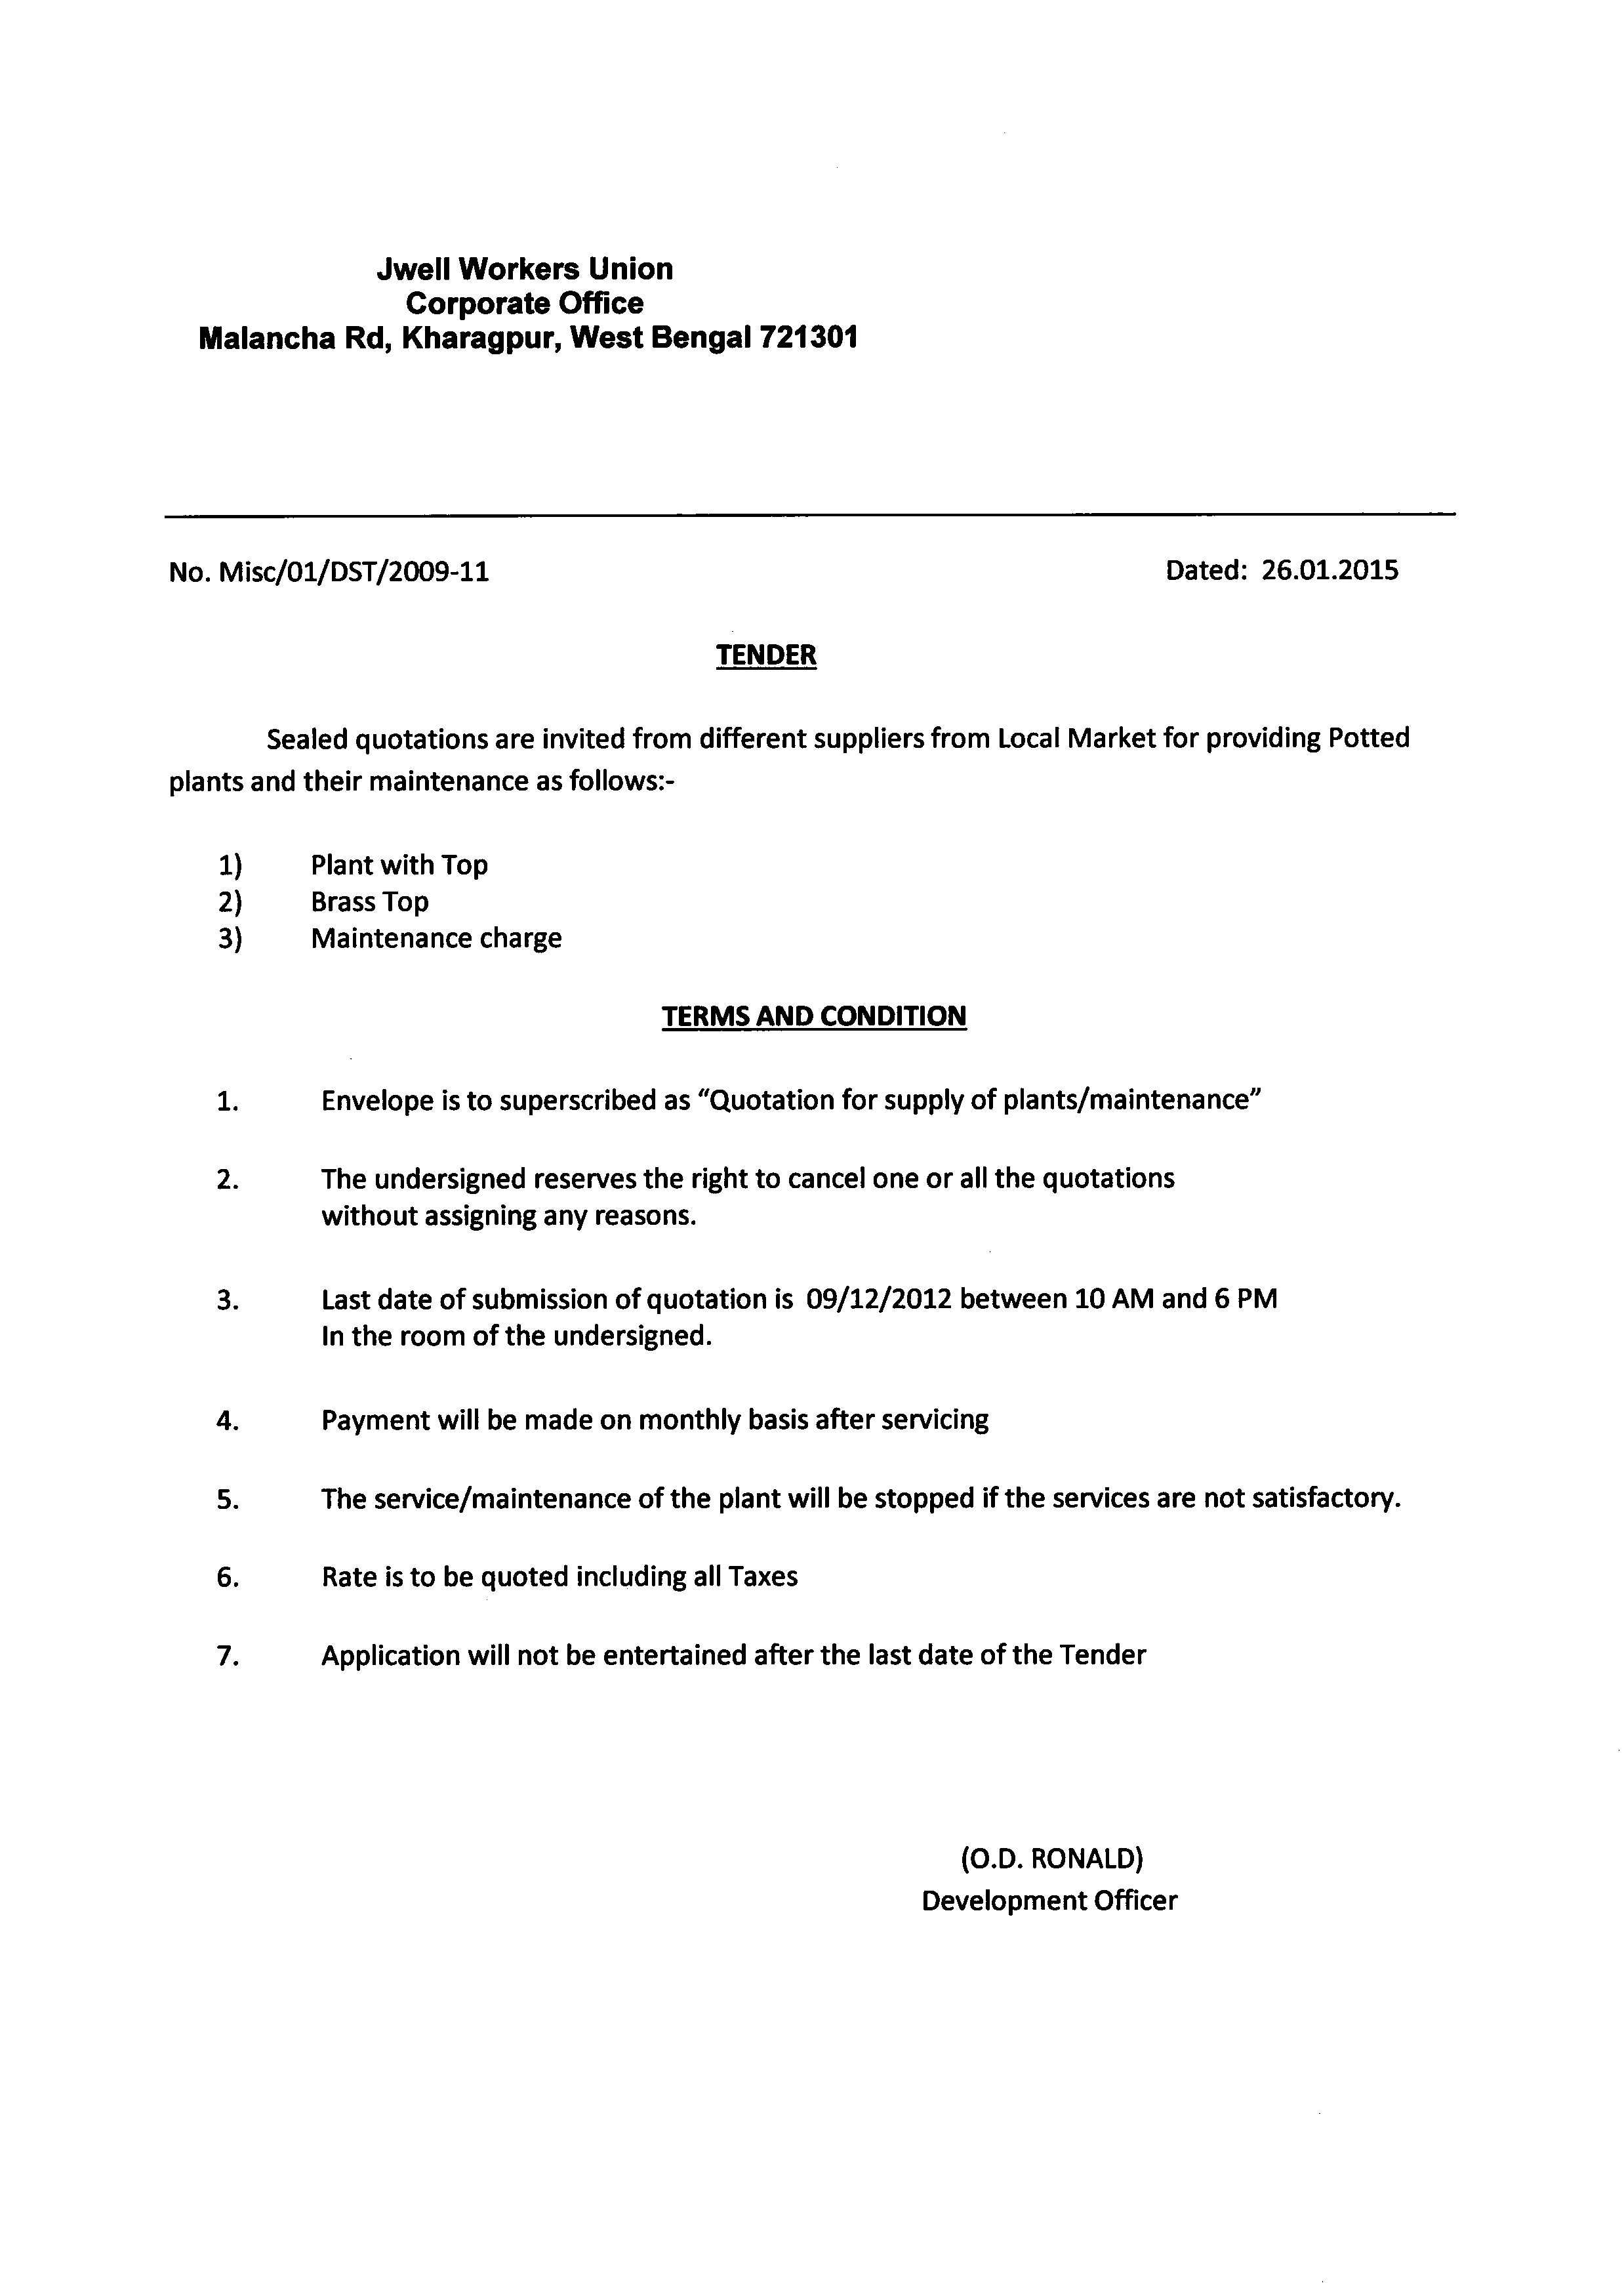 Jwell Workers Union
Corporate Office
Malancha Rd, Kharagpur, West Bengal 721301
No. Misc/01/DST/2009-11 Dated: 26.01.2015
TENDER
Sealed quotations are invited from different suppliers from Local Market for providing Potted
plants and their maintenance as follows:-
1) Plant with Top
2) Brass Top
3) Maintenance charge
TERMS AND CONDITION
1. Envelope is to superscribed as “Quotation for supply of plants/maintenance”
2. The undersigned reserves the right to cancel one or all the quotations
without assigning any reasons.
3. Last date of submission of quotation is 09/12/2012 between 10 AM and 6 PM
In the room of the undersigned.
4. Payment will be made on monthly basis after servicing
5. The service/maintenance of the plant will be stopped if the services are not satisfactory.
6. Rate is to be quoted including all Taxes
7. Application will not be entertained after the last date of the Tender
(O.D. RONALD)
Development Officer